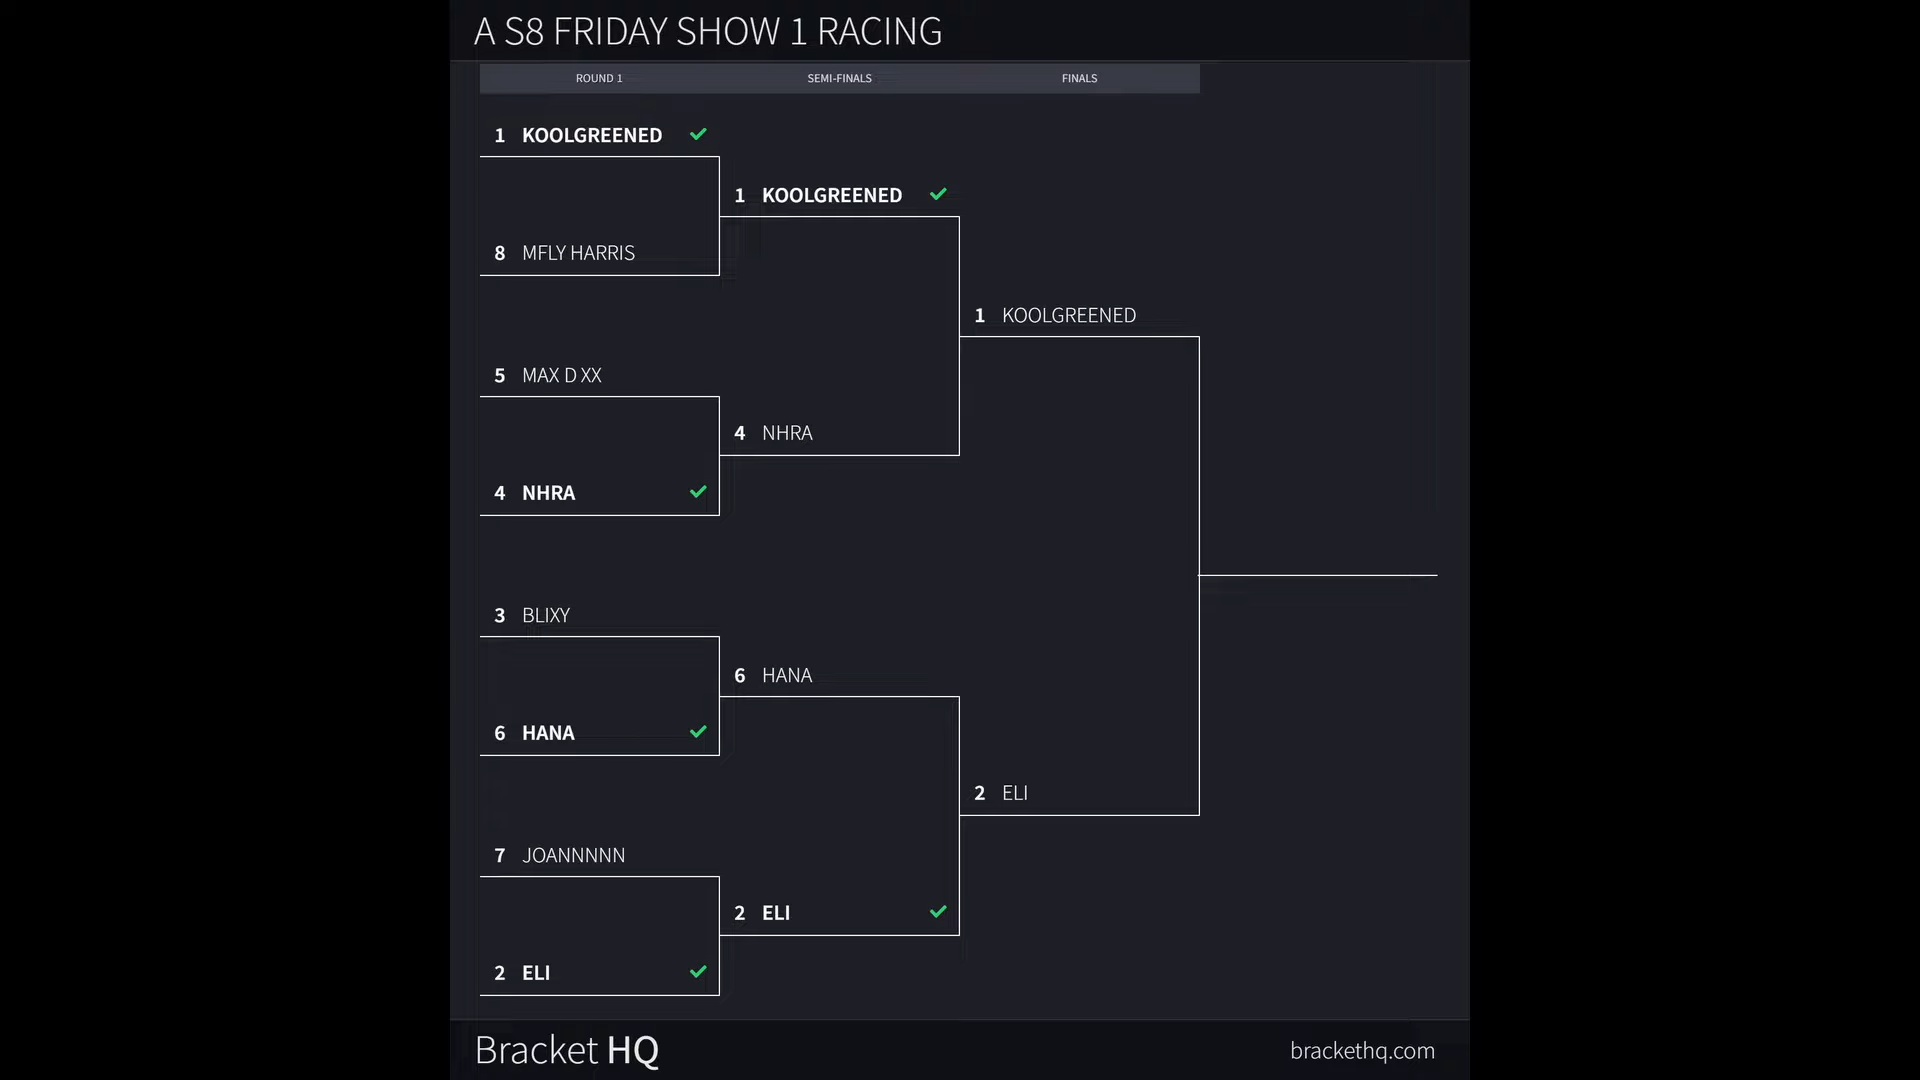 A S8 FRIDAY SHOW 1 RACING
ROUND 1 SEMI-FINALS FINALS
1 KOOLGREENED
8 MFLY HARRIS
5 MAX D XX
4 NHRA
3 BLIXY
6 HANA
7 JOANNNNN
2 ELI
1 KOOLGREENED
4 NHRA
6 HANA
2 ELI
1 KOOLGREENED
2 ELI
Bracket HQ
brackethq.com